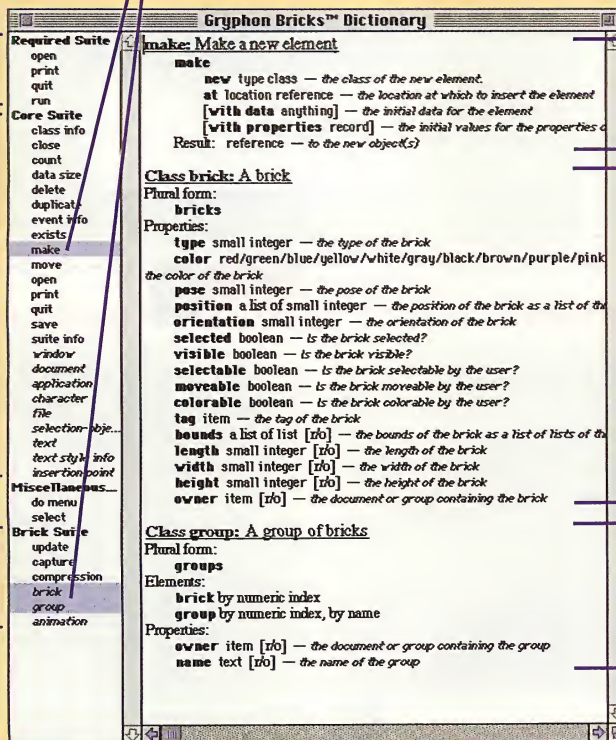 Gryphon Bricks™ Dictionary
Required Suite
open
print
quit
run
Core Suite
class info
close
count
data size
delete
duplicate
event info
exists
make
move
open
print
quit
save
suite info
window
document
application
character
file
selection-obje...
text
text style info
insertion point
Miscellaneous...
do menu
select
Brick Suite
update
capture
compression
brick
group
animation
make: Make a new element
make
new type class — the class of the new element.
at location reference — the location at which to insert the element
[with data anything] — the initial data for the element
[with properties record] — the initial values for the properties
Result: reference — to the new object(s)
Class brick: A brick
Plural form:
bricks
Properties:
type small integer — the type of the brick
color red/green/blue/yellow/white/gray/black/brown/purple/pink
the color of the brick
pose small integer — the pose of the brick
position a list of small integer — the position of the brick as a list of
orientation small integer — the orientation of the brick
selected boolean — Is the brick selected?
visible boolean — Is the brick visible?
selectable boolean — Is the brick selectable by the user?
moveable boolean — Is the brick moveable by the user?
colorable boolean — Is the brick colorable by the user?
tag item — the tag of the brick
bounds a list of list [r/o] — the bounds of the brick as a list of lists of
length small integer [r/o] — the length of the brick
width small integer [r/o] — the width of the brick
height small integer [r/o] — the height of the brick
owner item [r/o] — the document or group containing the brick
Class group: A group of bricks
Plural form:
groups
Elements:
brick by numeric index
group by numeric index, by name
Properties:
owner item [r/o] — the document or group containing the group
name text [r/o] — the name of the group